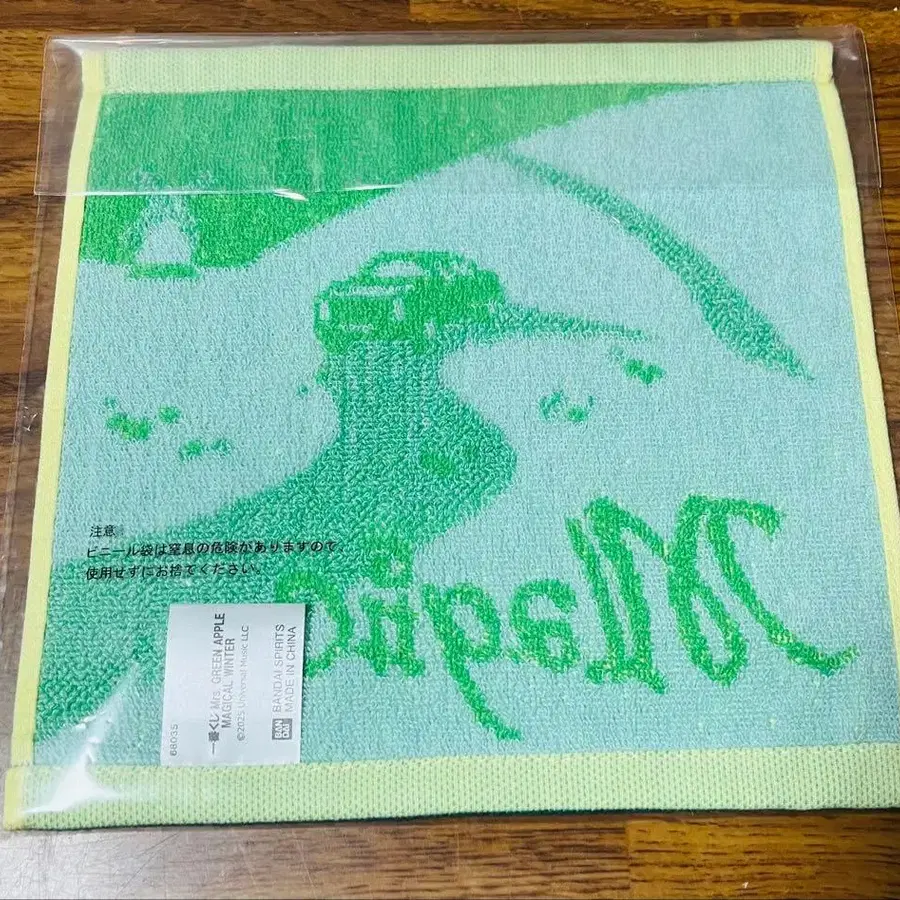 注意
ビニール袋は窒息の危険がありますので、
使用せずにお捨てください。
一番くじ Mrs. GREEN APPLE
MAGICAL WINTER
©2025 Universal Music LLC
BAN
DAI
BANDAI SPIRITS
MADE IN CHINA
68035